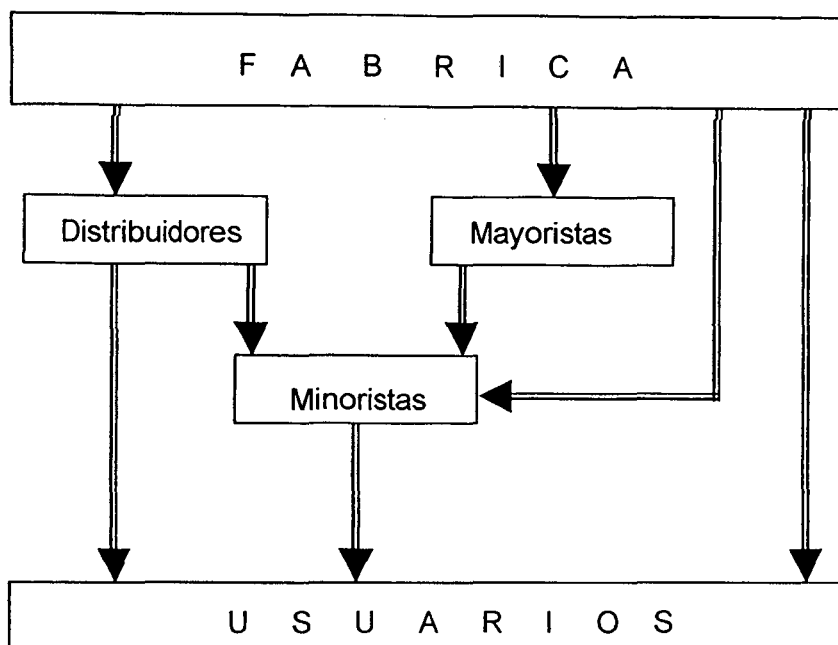 F A B R I C A
Distribuidores
Mayoristas
Minoristas
U S U A R I O S